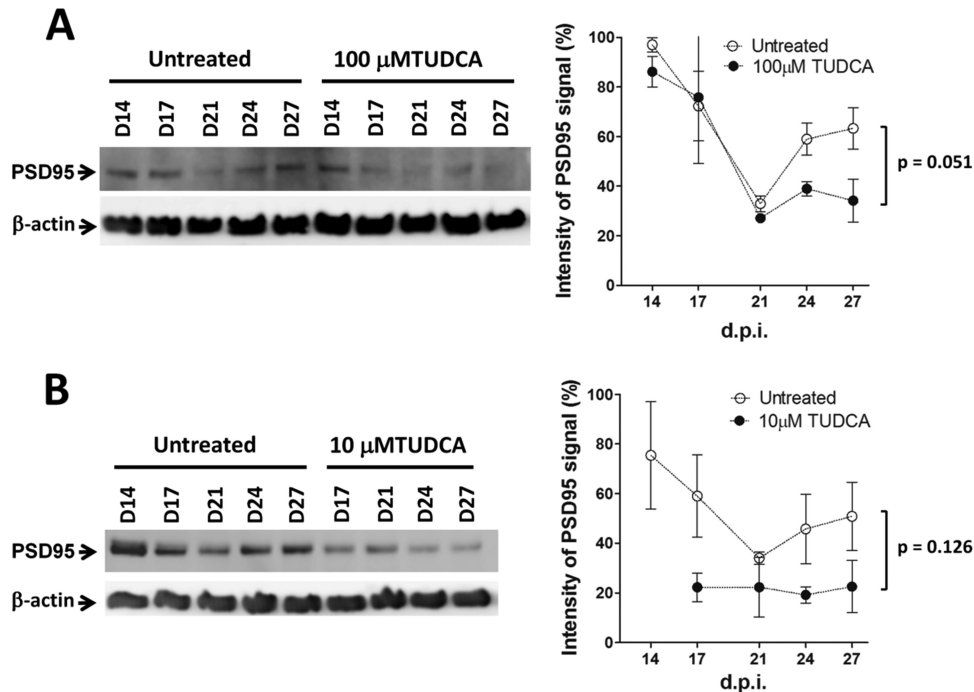 A
Untreated
100 μMTUDCA
D14 D17 D21 D24 D27 D14 D17 D21 D24 D27
PSD95
β-actin
Intensity of PSD95 signal (%)
100
80
60
40
20
0
Untreated
100μM TUDCA
p = 0.051
14 17 21 24 27
d.p.i.
B
Untreated
10 μMTUDCA
D14 D17 D21 D24 D27 D17 D21 D24 D27
PSD95
β-actin
Intensity of PSD95 signal (%)
100
80
60
40
20
0
Untreated
10μM TUDCA
p = 0.126
14 17 21 24 27
d.p.i.